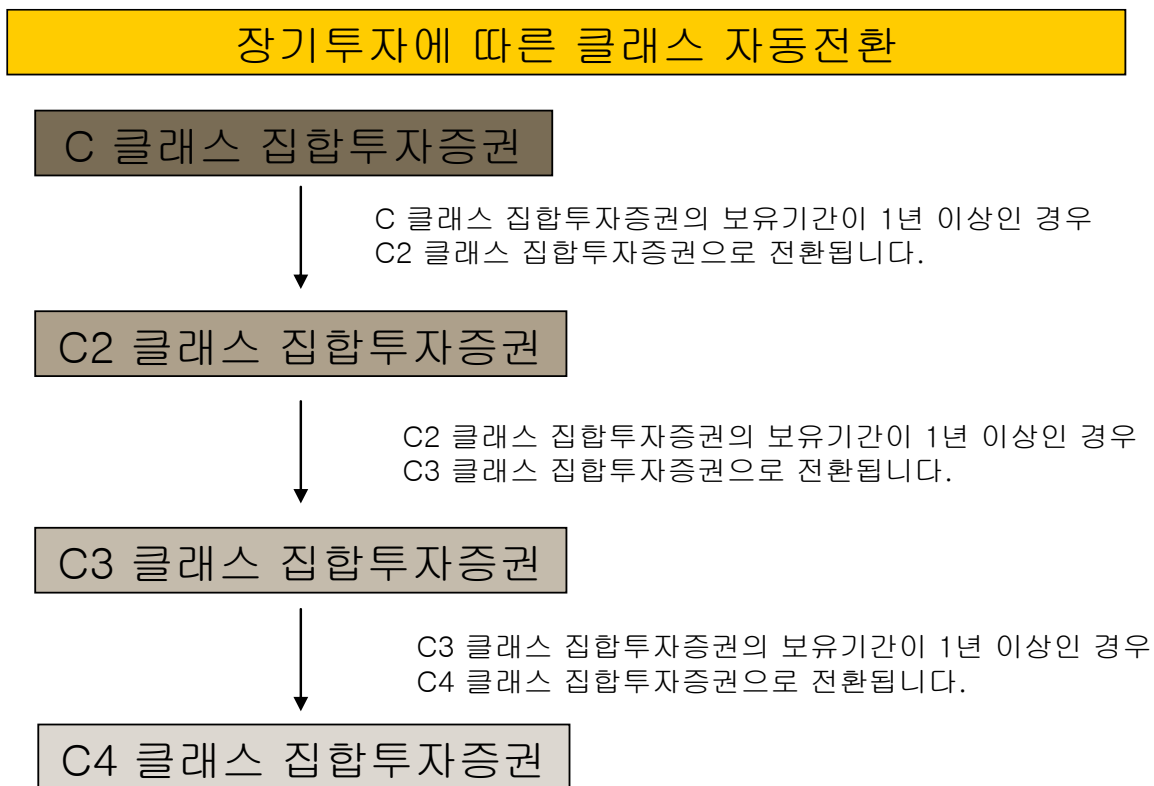 장기투자에 따른 클래스 자동전환
C 클래스 집합투자증권
C 클래스 집합투자증권의 보유기간이 1년 이상인 경우
C2 클래스 집합투자증권으로 전환됩니다.
C2 클래스 집합투자증권
C2 클래스 집합투자증권의 보유기간이 1년 이상인 경우
C3 클래스 집합투자증권으로 전환됩니다.
C3 클래스 집합투자증권
C3 클래스 집합투자증권의 보유기간이 1년 이상인 경우
C4 클래스 집합투자증권으로 전환됩니다.
C4 클래스 집합투자증권